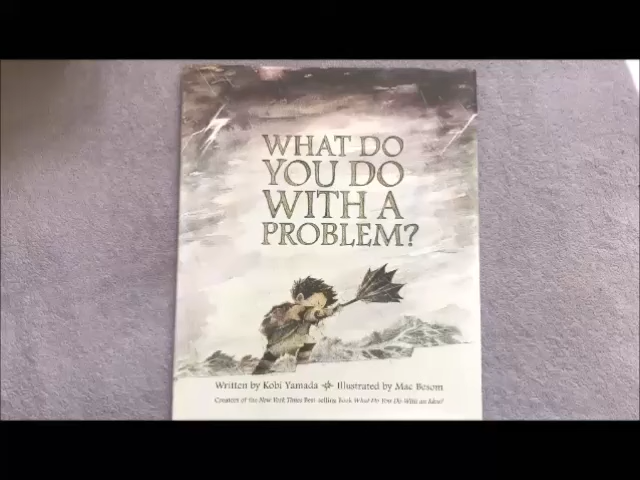 WHAT DO
YOU DO
WITH A
PROBLEM?
Written by Kobi Yamada Illustrated by Mae Besom
Creators of the New York Times Best-selling Book What Do You Do With an Idea?